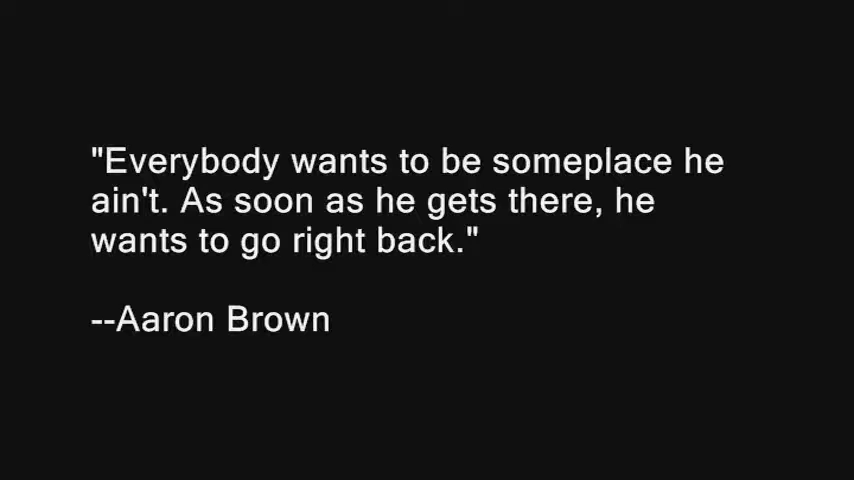 "Everybody wants to be someplace he
ain't. As soon as he gets there, he
wants to go right back."
--Aaron Brown